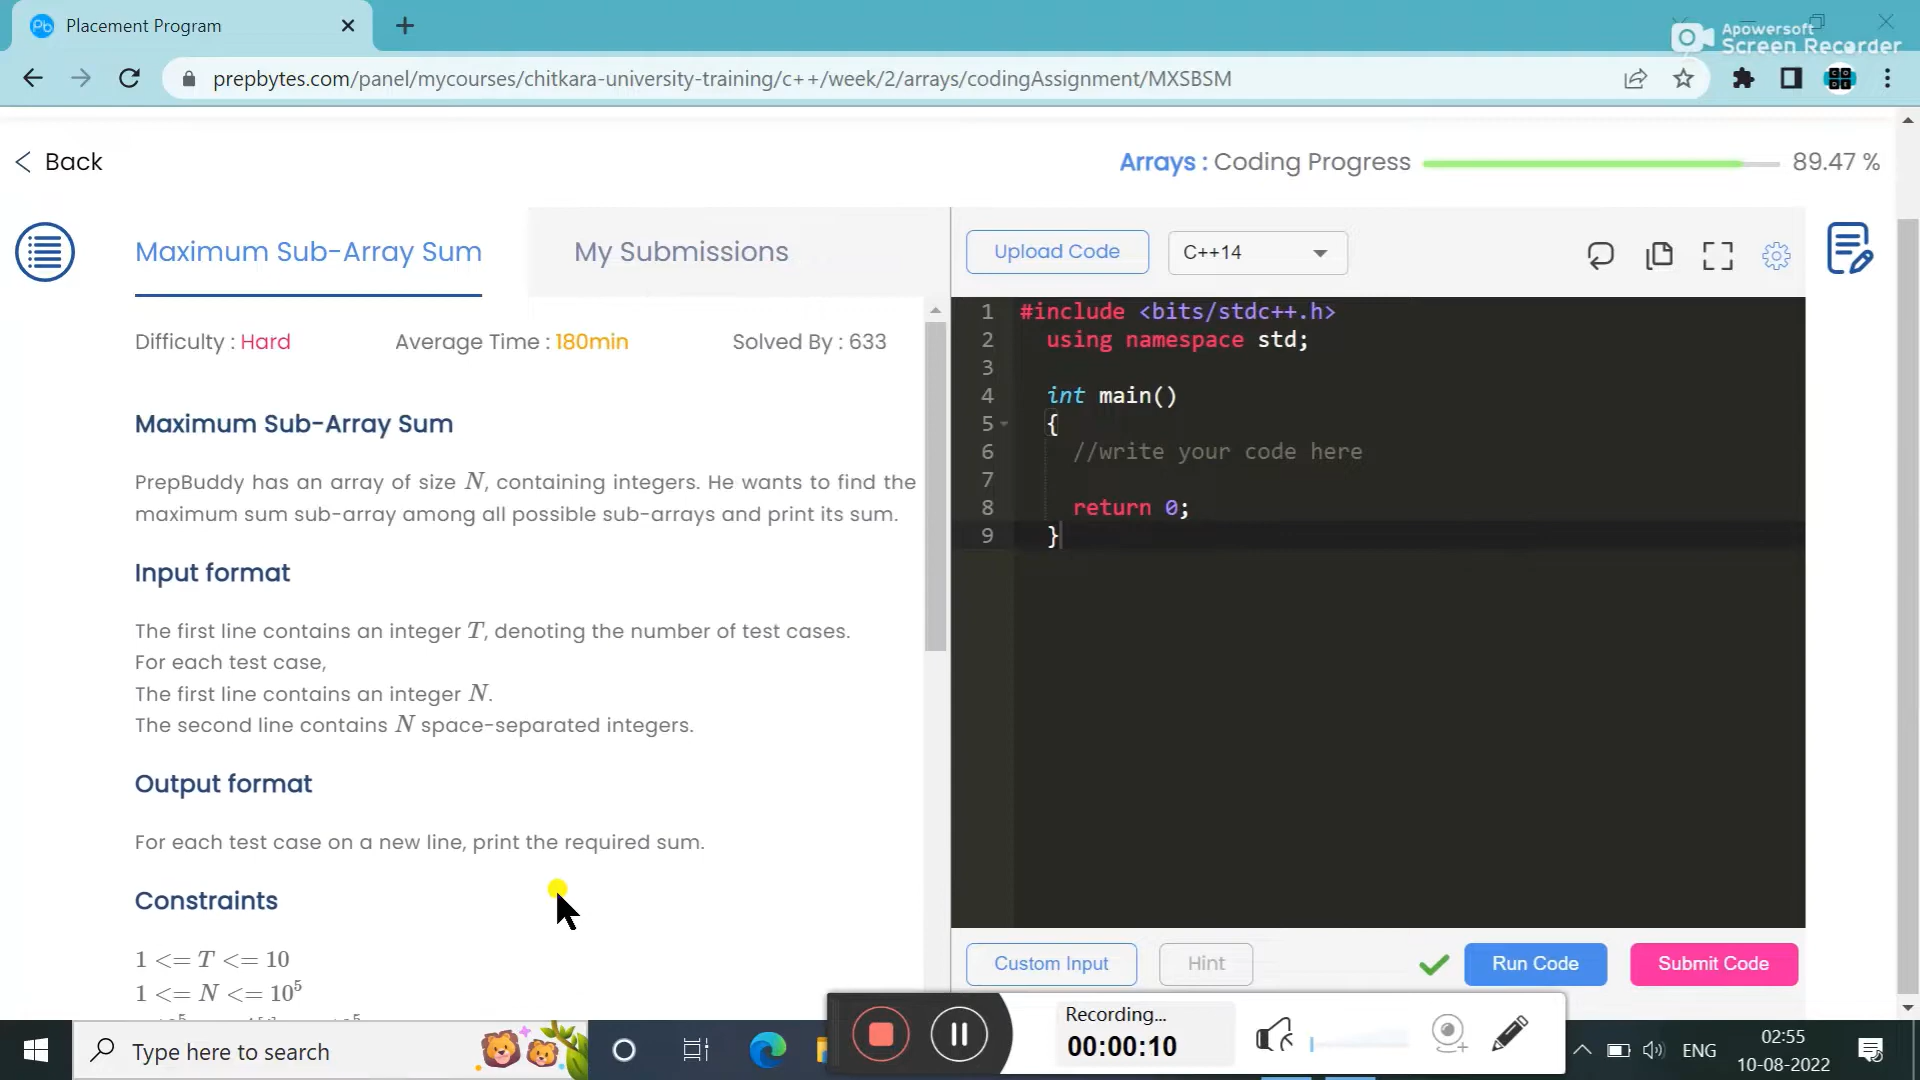 Placement Program
Apowersoft
Screen Recorder
prepbytes.com/panel/mycourses/chitkara-university-training/c++/week/2/arrays/codingAssignment/MXSBSM
Back
Arrays : Coding Progress 89.47 %
Maximum Sub-Array Sum
My Submissions
Upload Code
C++14
Difficulty : Hard
Average Time : 180min
Solved By : 633
Maximum Sub-Array Sum
PrepBuddy has an array of size N, containing integers. He wants to find the
maximum sum sub-array among all possible sub-arrays and print its sum.
Input format
The first line contains an integer T, denoting the number of test cases.
For each test case,
The first line contains an integer N.
The second line contains N space-separated integers.
Output format
For each test case on a new line, print the required sum.
Constraints
1 <= T <= 10
1 <= N <= 10⁵
1 #include <bits/stdc++.h>
2 using namespace std;
3
4 int main()
5 {
6 //write your code here
7
8 return 0;
9 }
Custom Input
Hint
Run Code
Submit Code
Recording...
00:00:10
Type here to search
ENG
02:55
10-08-2022